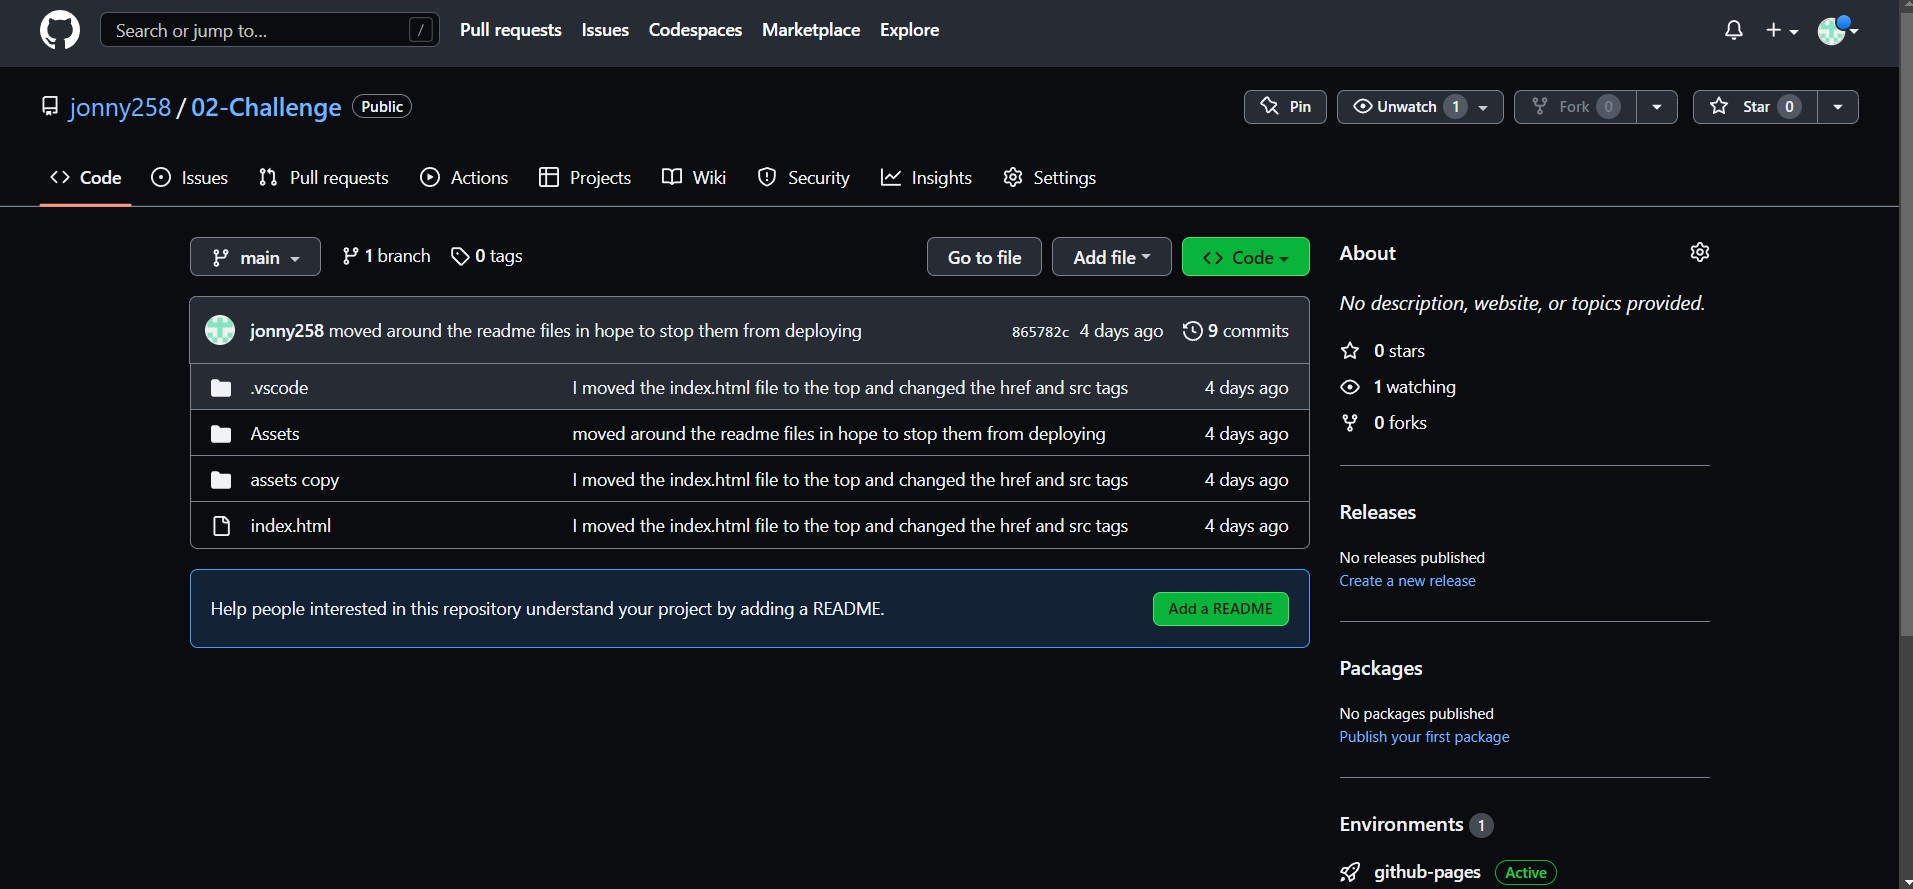 Search or jump to... /
Pull requests Issues Codespaces Marketplace Explore
jonny258 / 02-Challenge Public
Pin Unwatch 1 Fork 0 Star 0
Code Issues Pull requests Actions Projects Wiki Security Insights Settings
main 1 branch 0 tags Go to file Add file Code
jonny258 moved around the readme files in hope to stop them from deploying 865782c 4 days ago 9 commits
.vscode I moved the index.html file to the top and changed the href and src tags 4 days ago
Assets moved around the readme files in hope to stop them from deploying 4 days ago
assets copy I moved the index.html file to the top and changed the href and src tags 4 days ago
index.html I moved the index.html file to the top and changed the href and src tags 4 days ago
Help people interested in this repository understand your project by adding a README. Add a README
About
No description, website, or topics provided.
0 stars
1 watching
0 forks
Releases
No releases published
Create a new release
Packages
No packages published
Publish your first package
Environments 1
github-pages Active